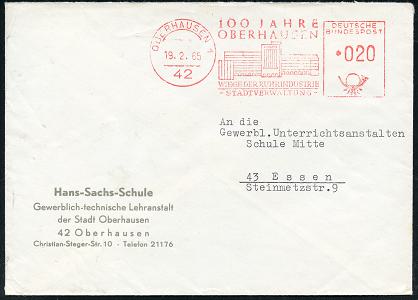 OBERHAUSEN 1
19.2.65
42
100 JAHRE
OBERHAUSEN
WIEGE DER RUHRINDUSTRIE
-STADTVERWALTUNG-
DEUTSCHE
BUNDESPOST
*020
An die
Gewerbl.Unterrichtsanstalten
Schule Mitte
43 Essen
Steinmetzstr.9
Hans-Sachs-Schule
Gewerblich-technische Lehranstalt
der Stadt Oberhausen
42 Oberhausen
Christian-Steger-Str. 10 - Telefon 21176